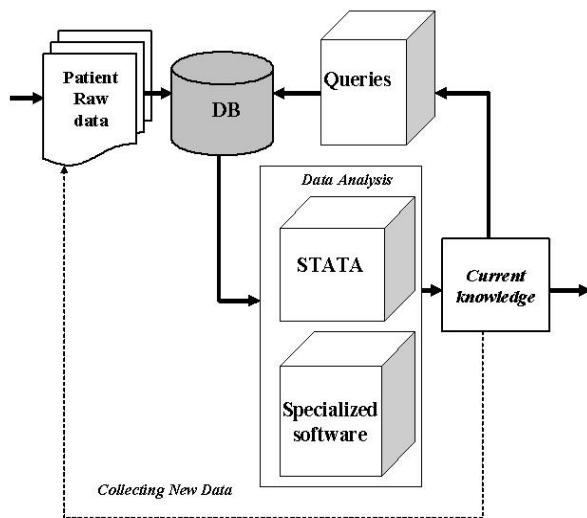 Patient
Raw
data
DB
Queries
Data Analysis
STATA
Current
knowledge
Specialized
software
Collecting New Data